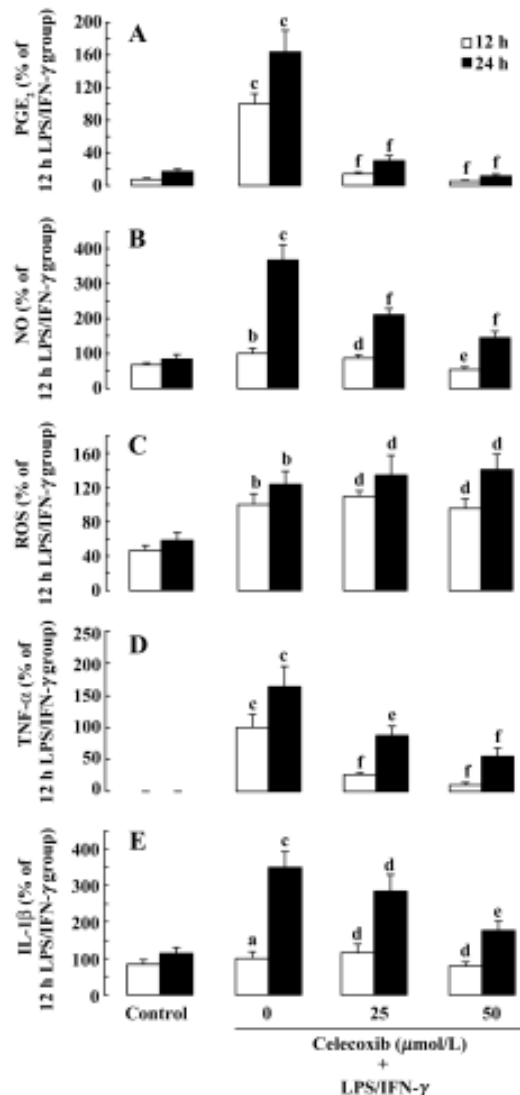 A
PGE₂ (% of
12 h LPS/IFN-γ group)
200
160
120
80
40
0
12 h
24 h
c
c
f
f
f
f
B
NO (% of
12 h LPS/IFN-γ group)
400
300
200
100
0
b
c
d
f
e
f
C
ROS (% of
12 h LPS/IFN-γ group)
160
120
80
40
0
b
b
d
d
d
d
D
TNF-α (% of
12 h LPS/IFN-γ group)
250
200
150
100
50
0
c
f
e
f
f
E
IL-1β (% of
12 h LPS/IFN-γ group)
400
300
200
100
0
a
c
d
d
d
e
Control
0
25
50
Celecoxib (μmol/L)
+
LPS/IFN-γ